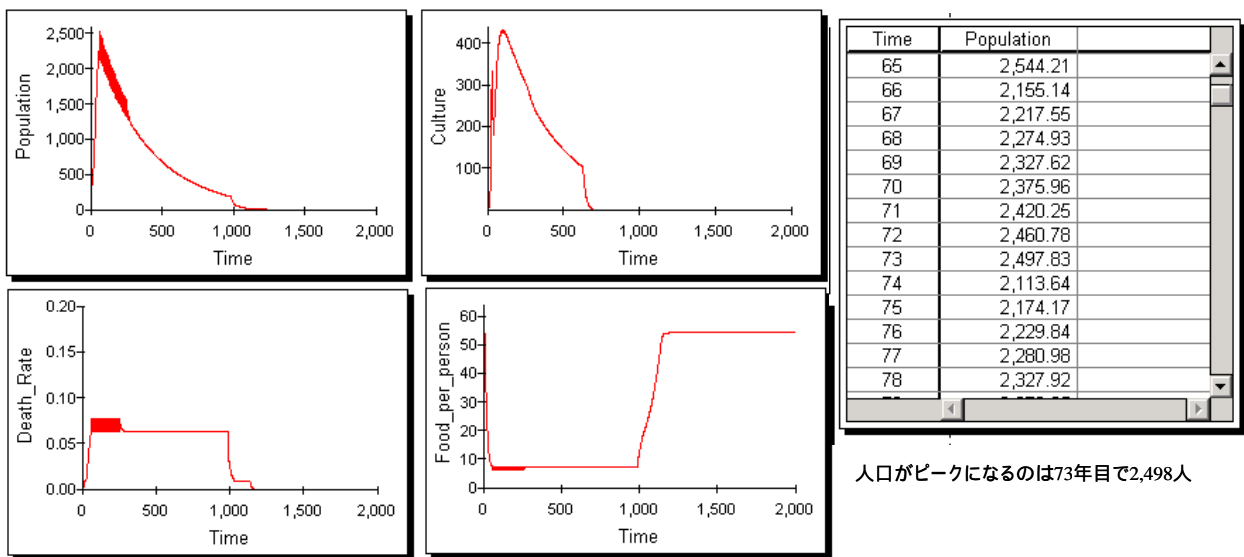 2,500
2,000
1,500
1,000
500
0
Population
0 500 1,000 1,500 2,000
Time
400
300
200
100
Culture
0 500 1,000 1,500 2,000
Time
Time Population
65 2,544.21
66 2,155.14
67 2,217.55
68 2,274.93
69 2,327.62
70 2,375.96
71 2,420.25
72 2,460.78
73 2,497.83
74 2,113.64
75 2,174.17
76 2,229.84
77 2,280.98
78 2,327.92
0.20
0.15
0.10
0.05
0.00
Death_Rate
0 500 1,000 1,500 2,000
Time
60
50
40
30
20
10
0
Food_per_person
0 500 1,000 1,500 2,000
Time
人口がピークになるのは73年目で2,498人